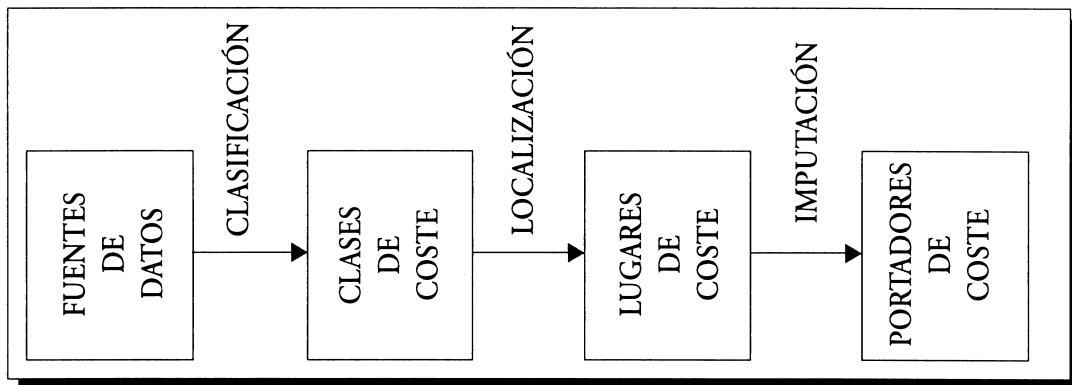 FUENTES
DE
DATOS
CLASIFICACIÓN
CLASES
DE
COSTE
LOCALIZACIÓN
LUGARES
DE
COSTE
IMPUTACIÓN
PORTADORES
DE
COSTE